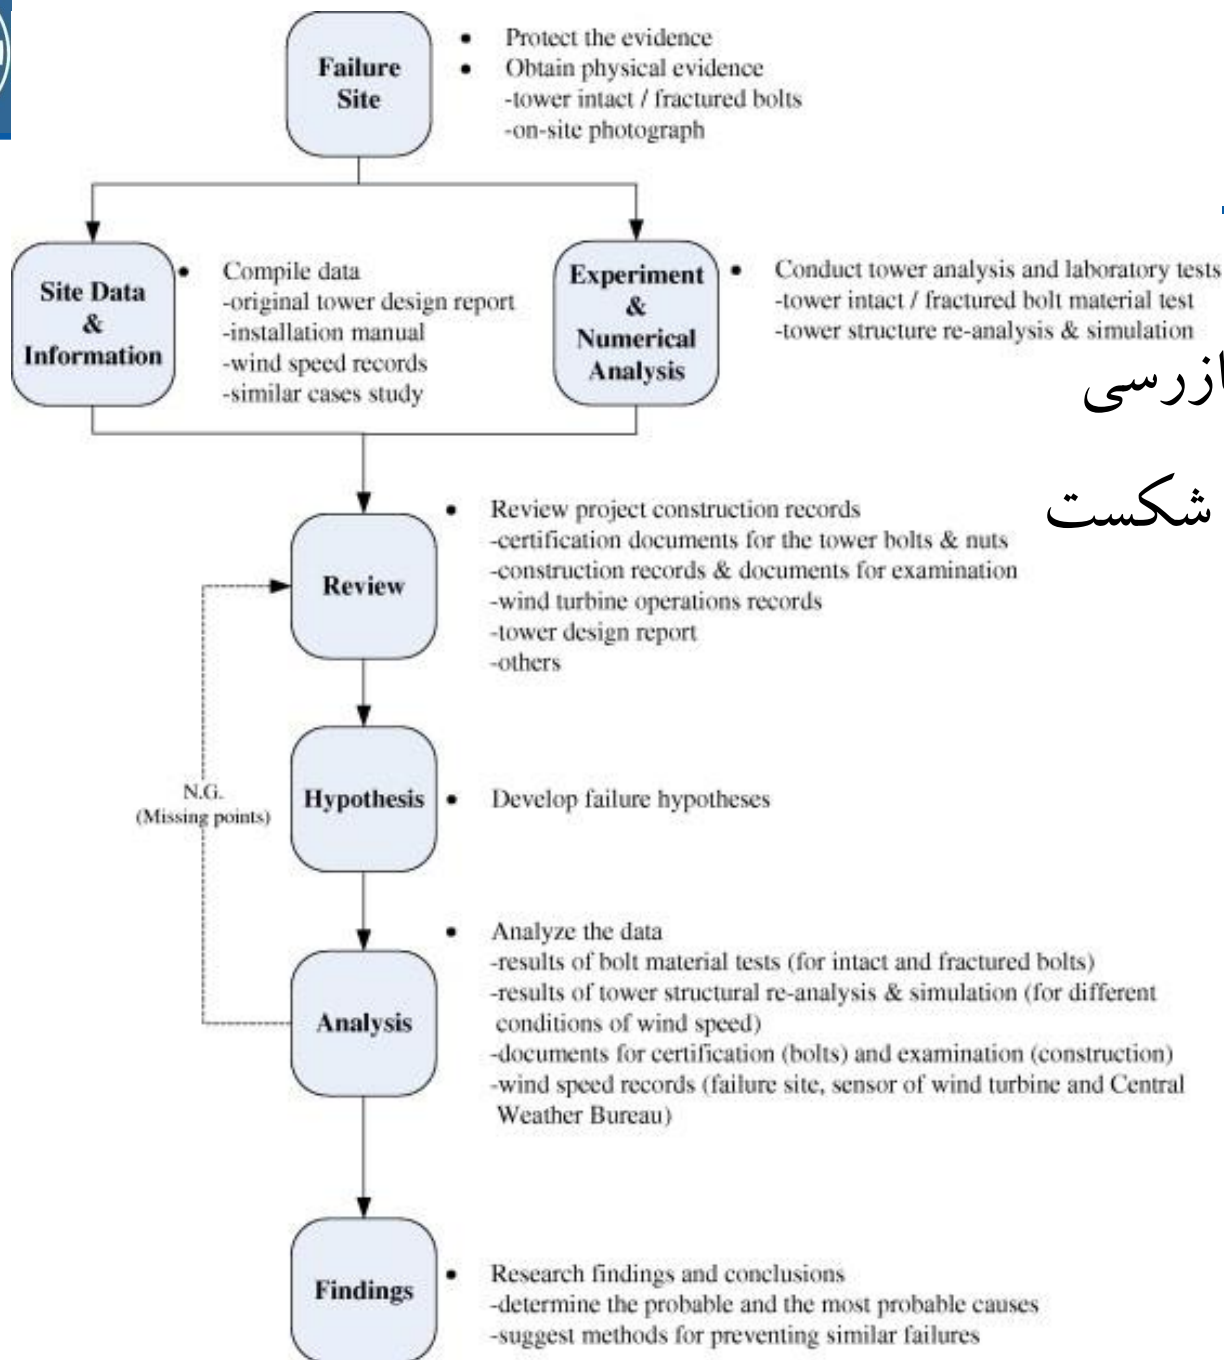 Failure
Site
• Protect the evidence
• Obtain physical evidence
-tower intact / fractured bolts
-on-site photograph
Site Data
&
Information
• Compile data
-original tower design report
-installation manual
-wind speed records
-similar cases study
Experiment
&
Numerical
Analysis
• Conduct tower analysis and laboratory tests
-tower intact / fractured bolt material test
-tower structure re-analysis & simulation
ازرسی
شکست
Review
• Review project construction records
-certification documents for the tower bolts & nuts
-construction records & documents for examination
-wind turbine operations records
-tower design report
-others
Hypothesis
• Develop failure hypotheses
N.G.
(Missing points)
Analysis
• Analyze the data
-results of bolt material tests (for intact and fractured bolts)
-results of tower structural re-analysis & simulation (for different
conditions of wind speed)
-documents for certification (bolts) and examination (construction)
-wind speed records (failure site, sensor of wind turbine and Central
Weather Bureau)
Findings
• Research findings and conclusions
-determine the probable and the most probable causes
-suggest methods for preventing similar failures